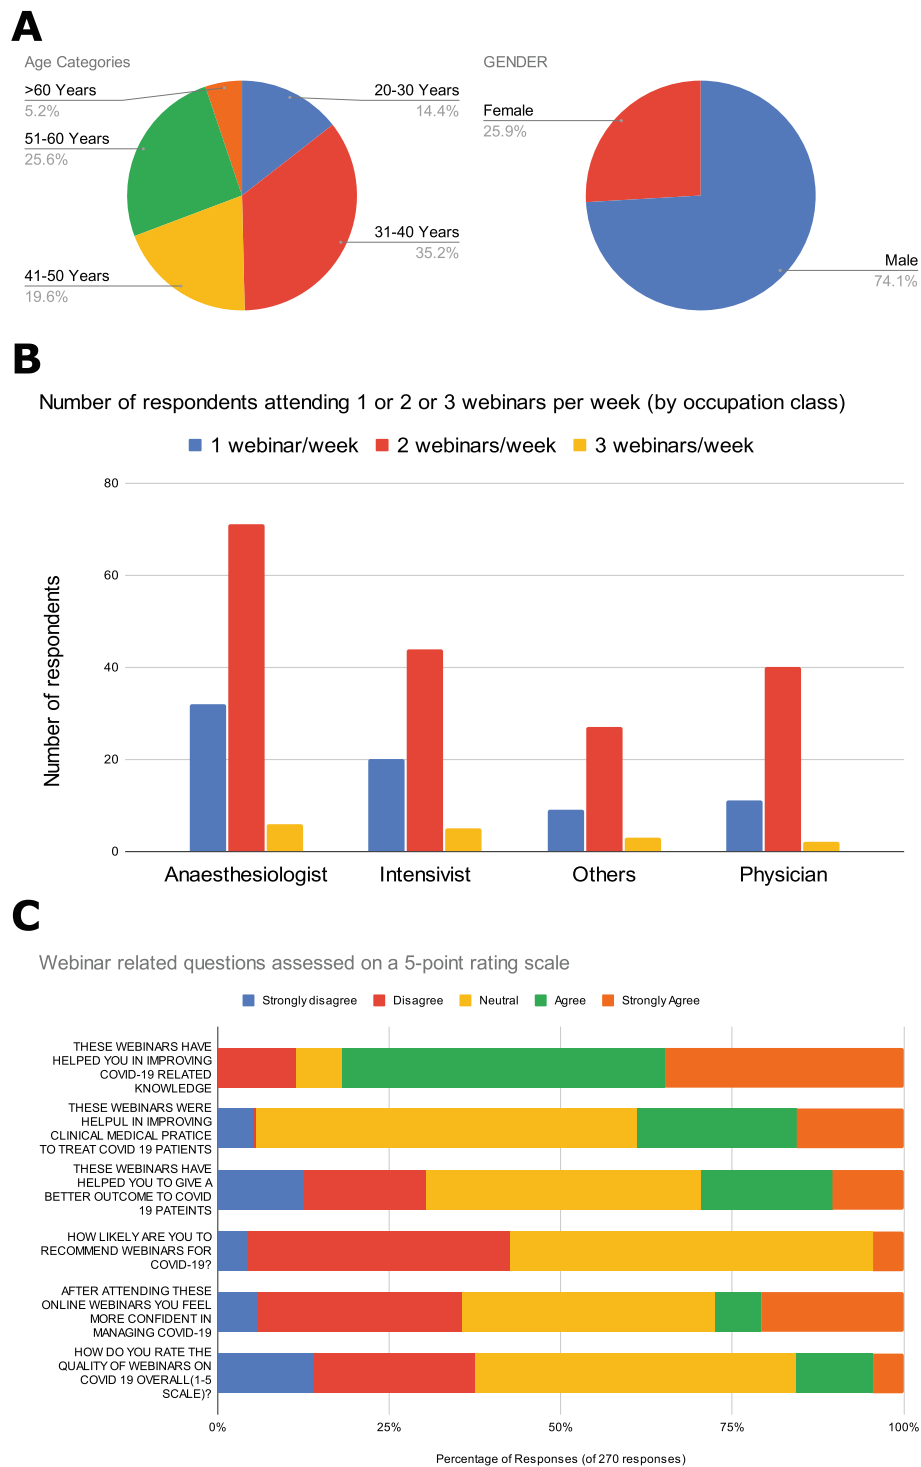 A
Age Categories
GENDER
>60 Years
5.2%
20-30 Years
14.4%
51-60 Years
25.6%
31-40 Years
35.2%
41-50 Years
19.6%
Female
25.9%
Male
74.1%
B
Number of respondents attending 1 or 2 or 3 webinars per week (by occupation class)
1 webinar/week 2 webinars/week 3 webinars/week
Number of respondents
80
60
40
20
0
Anaesthesiologist Intensivist Others Physician
C
Webinar related questions assessed on a 5-point rating scale
Strongly disagree Disagree Neutral Agree Strongly Agree
THESE WEBINARS HAVE
HELPED YOU IN IMPROVING
COVID-19 RELATED
KNOWLEDGE
THESE WEBINARS WERE
HELPUL IN IMPROVING
CLINICAL MEDICAL PRATICE
TO TREAT COVID 19 PATIENTS
THESE WEBINARS HAVE
HELPED YOU TO GIVE A
BETTER OUTCOME TO COVID
19 PATEINTS
HOW LIKELY ARE YOU TO
RECOMMEND WEBINARS FOR
COVID-19?
AFTER ATTENDING THESE
ONLINE WEBINARS YOU FEEL
MORE CONFIDENT IN
MANAGING COVID-19
HOW DO YOU RATE THE
QUALITY OF WEBINARS ON
COVID 19 OVERALL(1-5
SCALE)?
0% 25% 50% 75% 100%
Percentage of Responses (of 270 responses)